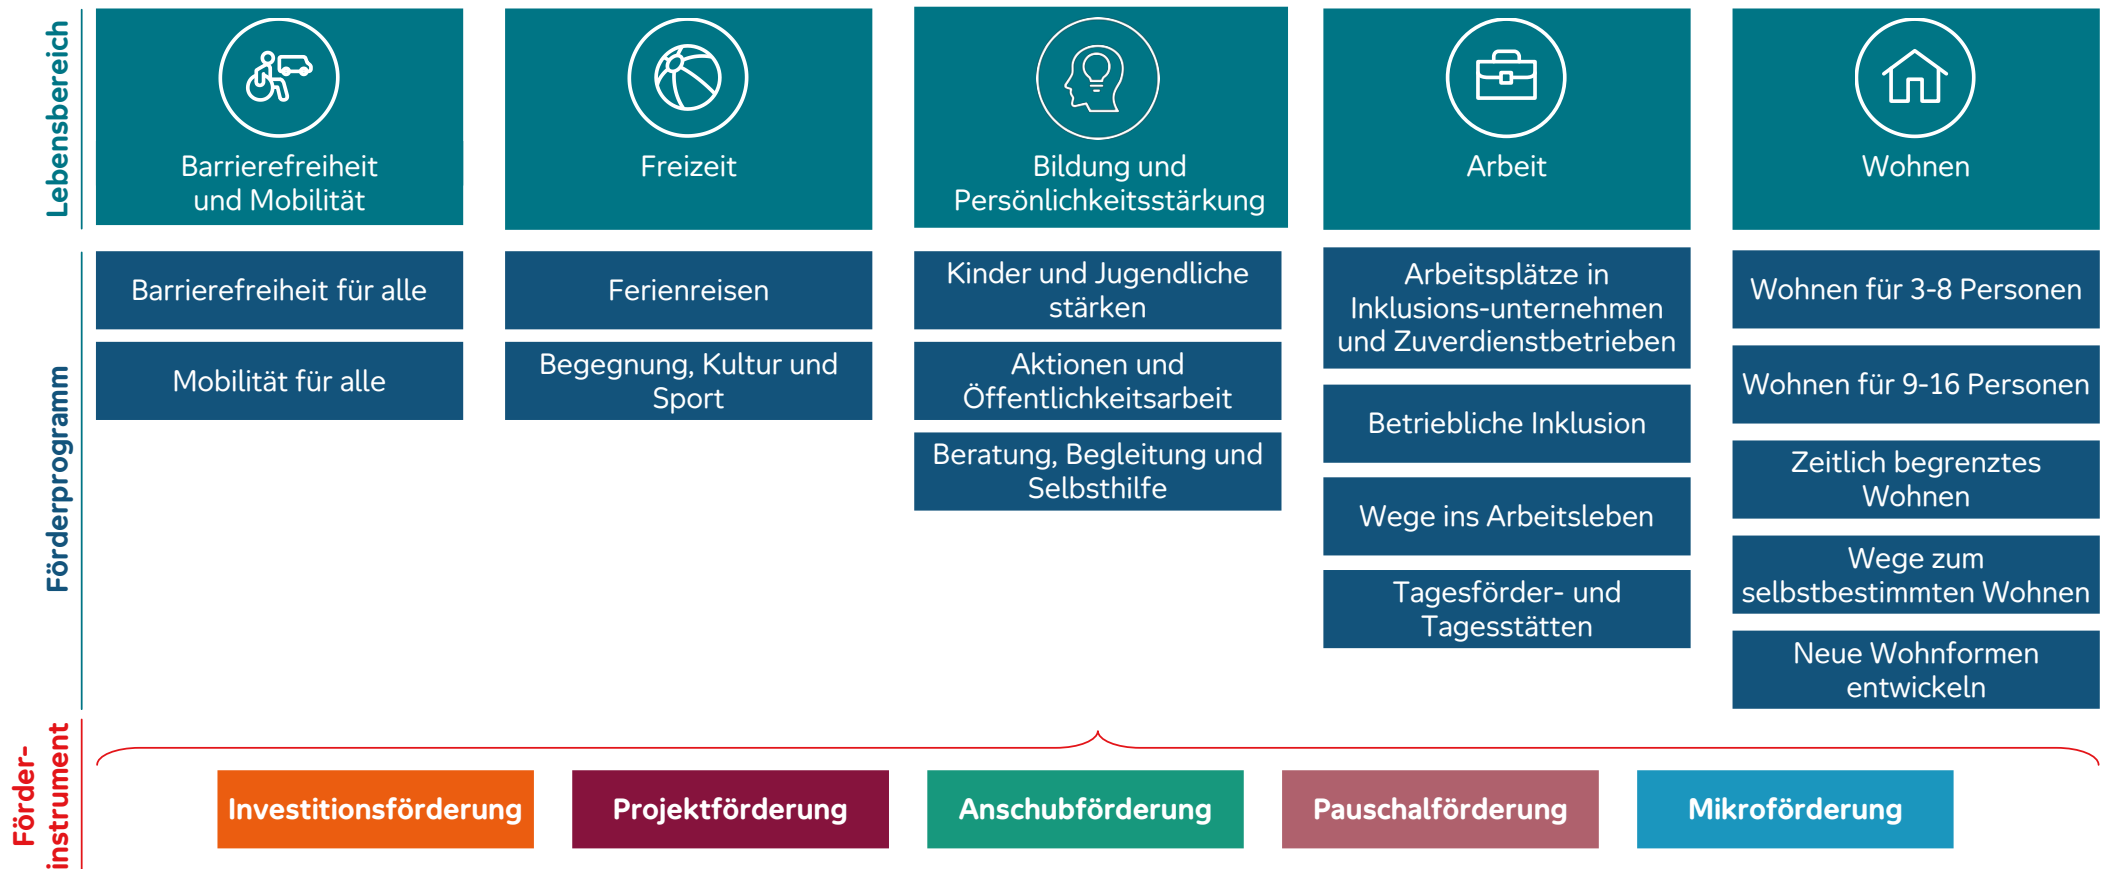 Lebensbereich
Barrierefreiheit
und Mobilität
Freizeit
Bildung und
Persönlichkeitsstärkung
Arbeit
Wohnen
Förderprogramm
Barrierefreiheit für alle
Mobilität für alle
Ferienreisen
Begegnung, Kultur und
Sport
Kinder und Jugendliche
stärken
Aktionen und
Öffentlichkeitsarbeit
Beratung, Begleitung und
Selbsthilfe
Arbeitsplätze in
Inklusions-unternehmen
und Zuverdienstbetrieben
Betriebliche Inklusion
Wege ins Arbeitsleben
Tagesförder- und
Tagesstätten
Wohnen für 3-8 Personen
Wohnen für 9-16 Personen
Zeitlich begrenztes
Wohnen
Wege zum
selbstbestimmten Wohnen
Neue Wohnformen
entwickeln
Förder-
instrument
Investitionsförderung
Projektförderung
Anschubförderung
Pauschalförderung
Mikroförderung